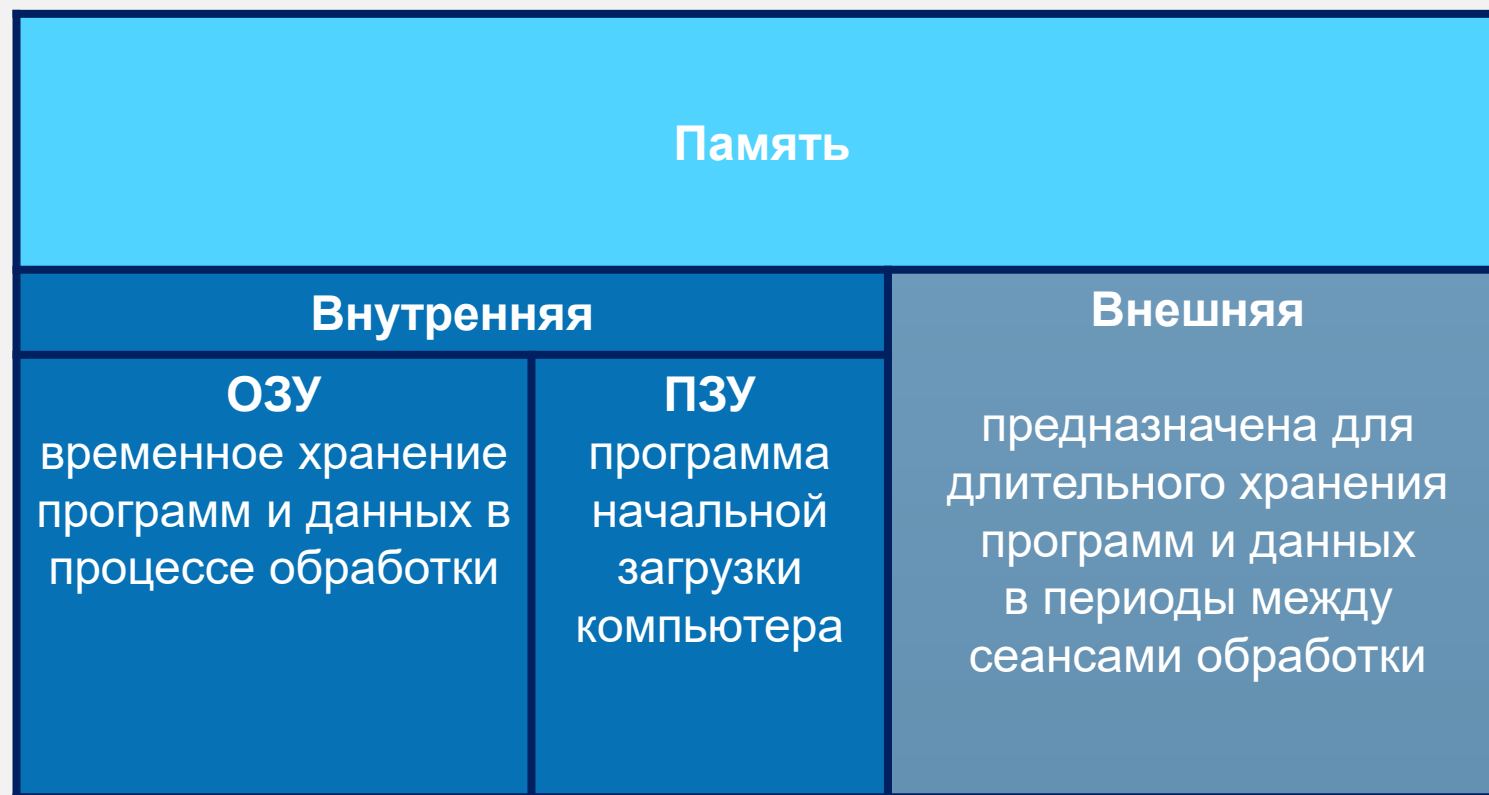 Память
Внутренняя
ОЗУ
временное хранение
программ и данных в
процессе обработки
ПЗУ
программа
начальной
загрузки
компьютера
Внешняя
предназначена для
длительного хранения
программ и данных
в периоды между
сеансами обработки